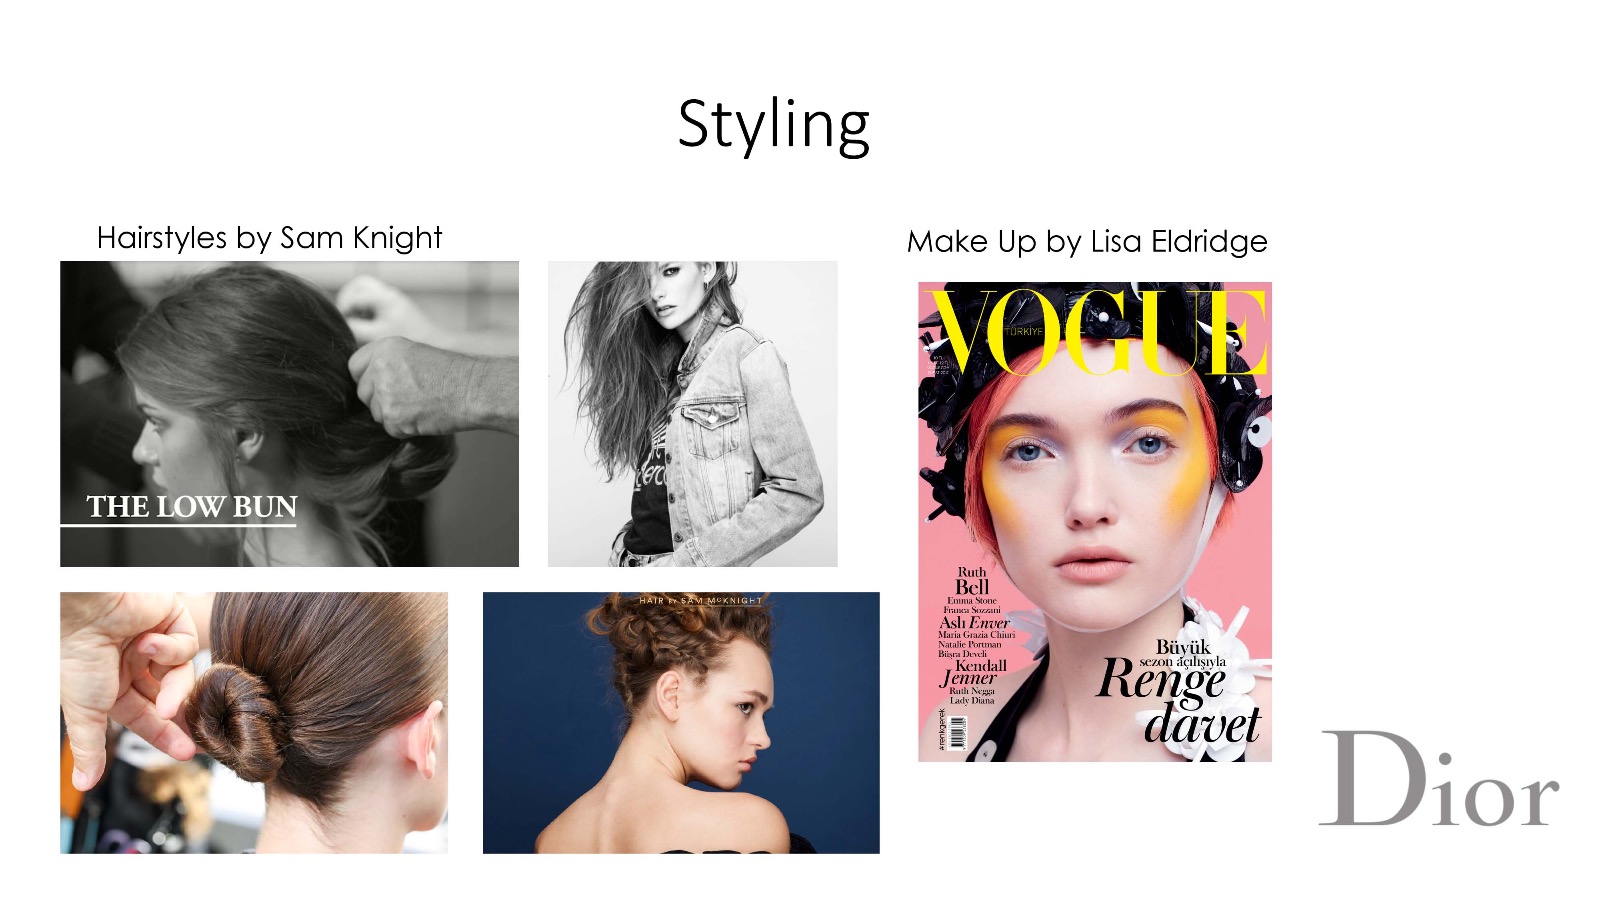 Styling
Hairstyles by Sam Knight
Make Up by Lisa Eldridge
THE LOW BUN
HAIR BY SAM McKNIGHT
VOGUE
TÜRKİYE
Ruth
Bell
Emma Stone
Franca Sozzani
Aslı Enver
Maria Grazia Chiuri
Natalie Portman
Büşra Develi
Kendall
Jenner
Ruth Negga
Lady Diana
#renkgerek
Büyük
sezon açılışıyla
Renge
davet
Dior